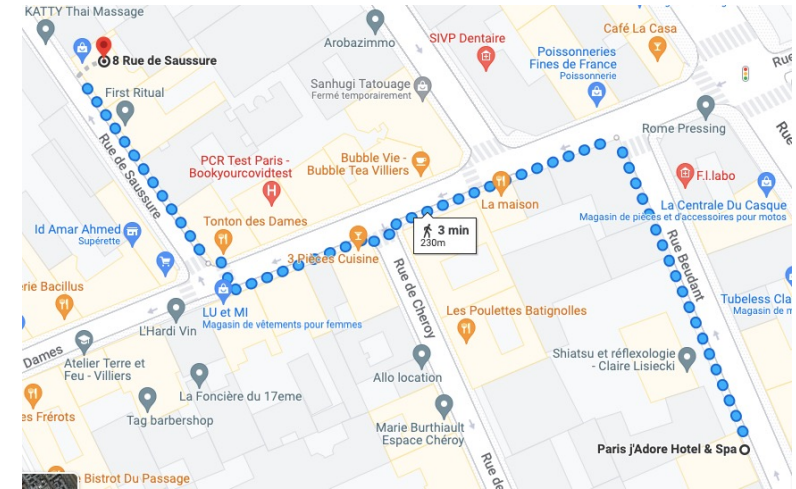 KATTY Thai Massage
8 Rue de Saussure
First Ritual
Arobazimmo
SIVP Dentaire
Café La Casa
Poissonneries
Fines de France
Poissonnerie
Rue
Sanhugi Tatouage
Fermé temporairement
Rome Pressing
Rue
PCR Test Paris -
Bookyourcovidtest
Bubble Vie -
Bubble Tea Villiers
F.I.labo
Rue de Saussure
La maison
La Centrale Du Casque
Magasin de pièces et d'accessoires pour motos
Tonton des Dames
Id Amar Ahmed
Supérette
3 min
230m
3 Pièces Cuisine
Rue Beudant
Rue de Cheroy
rie Bacillus
LU et MI
Magasin de vêtements pour femmes
Tubeless Cla
Magasin de m
L'Hardi Vin
Les Poulettes Batignolles
Dames
Atelier Terre et
Feu - Villiers
Shiatsu et réflexologie
- Claire Lisiecki
Allo location
La Foncière du 17eme
es Frérots
Tag barbershop
Marie Burthiault
Espace Chéroy
Paris j'Adore Hotel & Spa
Rue de
Bistrot Du Passage